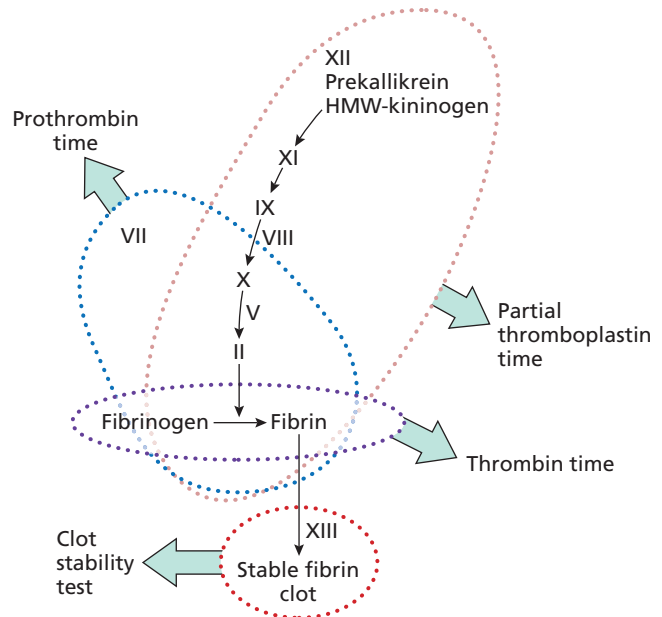 XII
Prekallikrein
HMW-kininogen
Prothrombin
time
XI
IX
VII
VIII
X
V
Partial
thromboplastin
time
II
Fibrinogen
Fibrin
Thrombin time
XIII
Clot
stability
test
Stable fibrin
clot